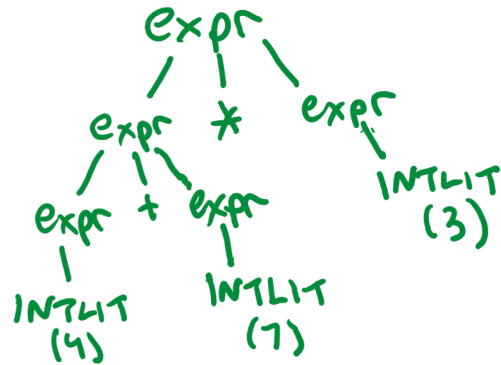 expr
expr * expr
expr + expr INTLIT
(3)
INTLIT INTLIT
(4) (7)